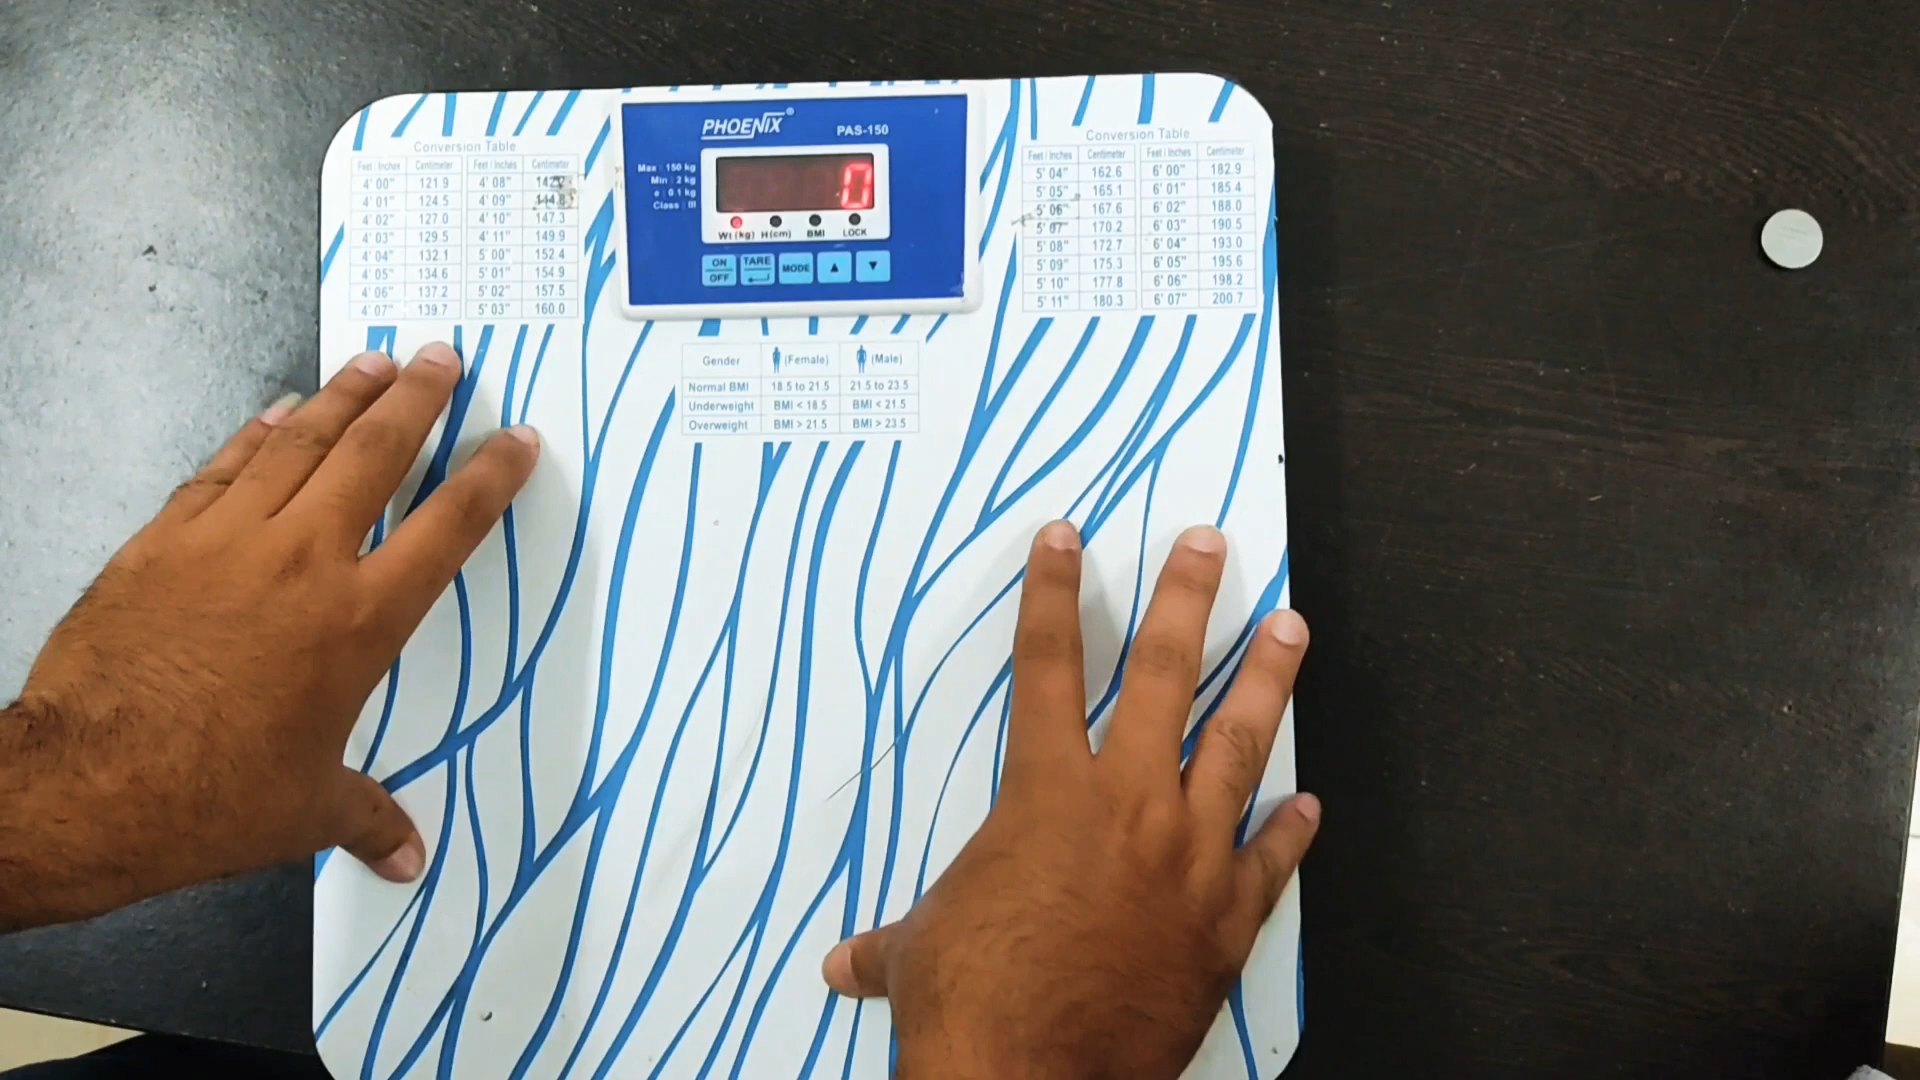 PHOENIX®
PAS-150
Max : 150 kg
Min : 2 kg
e : 0.1 kg
Class : III
0
Wt (kg) H(cm) BMI LOCK
ON OFF TARE MODE ▲ ▼
Conversion Table
Feet / Inches Centimeter Feet / Inches Centimeter
4' 00" 121.9 4' 08"
4' 01" 124.5 4' 09"
4' 02" 127.0 4' 10" 147.3
4' 03" 129.5 4' 11" 149.9
4' 04" 132.1 5' 00" 152.4
4' 05" 134.6 5' 01" 154.9
4' 06" 137.2 5' 02" 157.5
4' 07" 139.7 5' 03" 160.0
Conversion Table
Feet / Inches Centimeter Feet / Inches Centimeter
5' 04" 162.6 6' 00" 182.9
5' 05" 165.1 6' 01" 185.4
5' 06" 167.6 6' 02" 188.0
5' 07" 170.2 6' 03" 190.5
5' 08" 172.7 6' 04" 193.0
5' 09" 175.3 6' 05" 195.6
5' 10" 177.8 6' 06" 198.2
5' 11" 180.3 6' 07" 200.7
Gender (Female) (Male)
Normal BMI 18.5 to 21.5 21.5 to 23.5
Underweight BMI < 18.5 BMI < 21.5
Overweight BMI > 21.5 BMI > 23.5